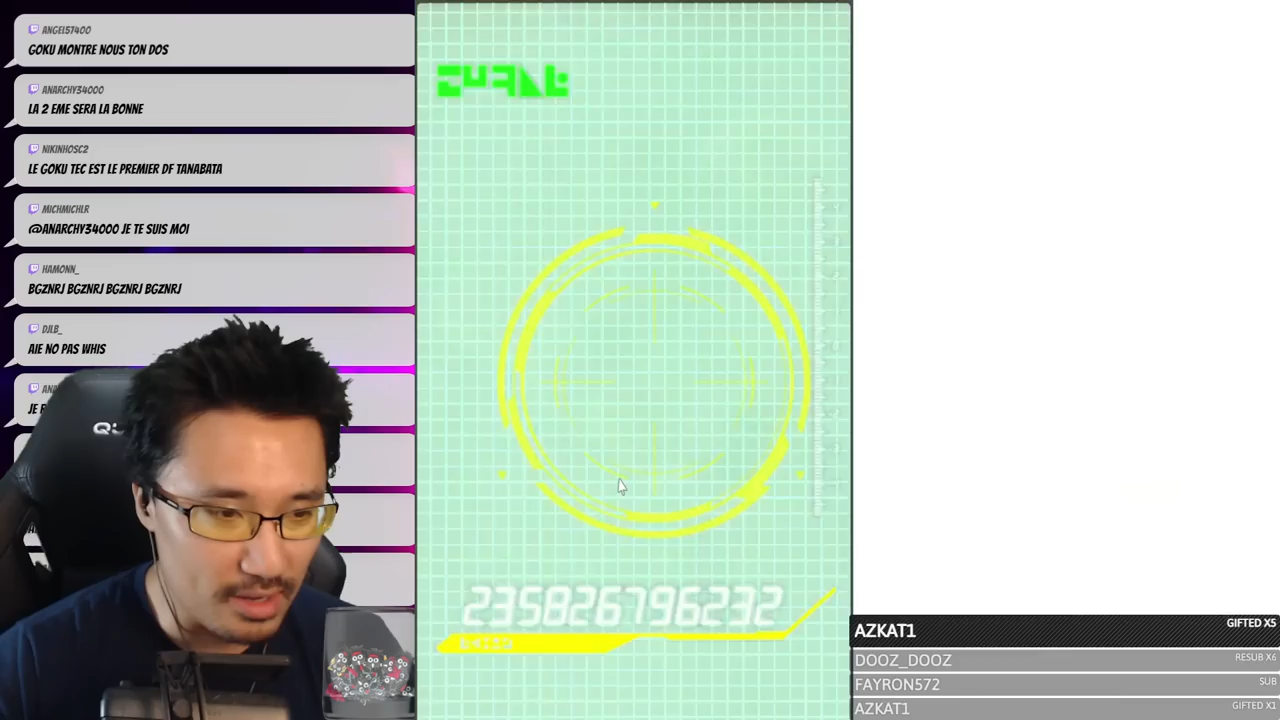 ANGEL57400
GOKU MONTRE NOUS TON DOS
ANARCHY34000
LA 2 EME SERA LA BONNE
NIKINHOSC2
LE GOKU TEC EST LE PREMIER DF TANABATA
MICHMICHLR
@ANARCHY34000 JE TE SUIS MOI
HAMONN_
BGZNRJ BGZNRJ BGZNRJ BGZNRJ
DJLB_
AIE NO PAS WHIS
235826796232
AZKAT1 GIFTED X5
DOOZ_DOOZ RESUB X6
FAYRON572 SUB
AZKAT1 GIFTED X1